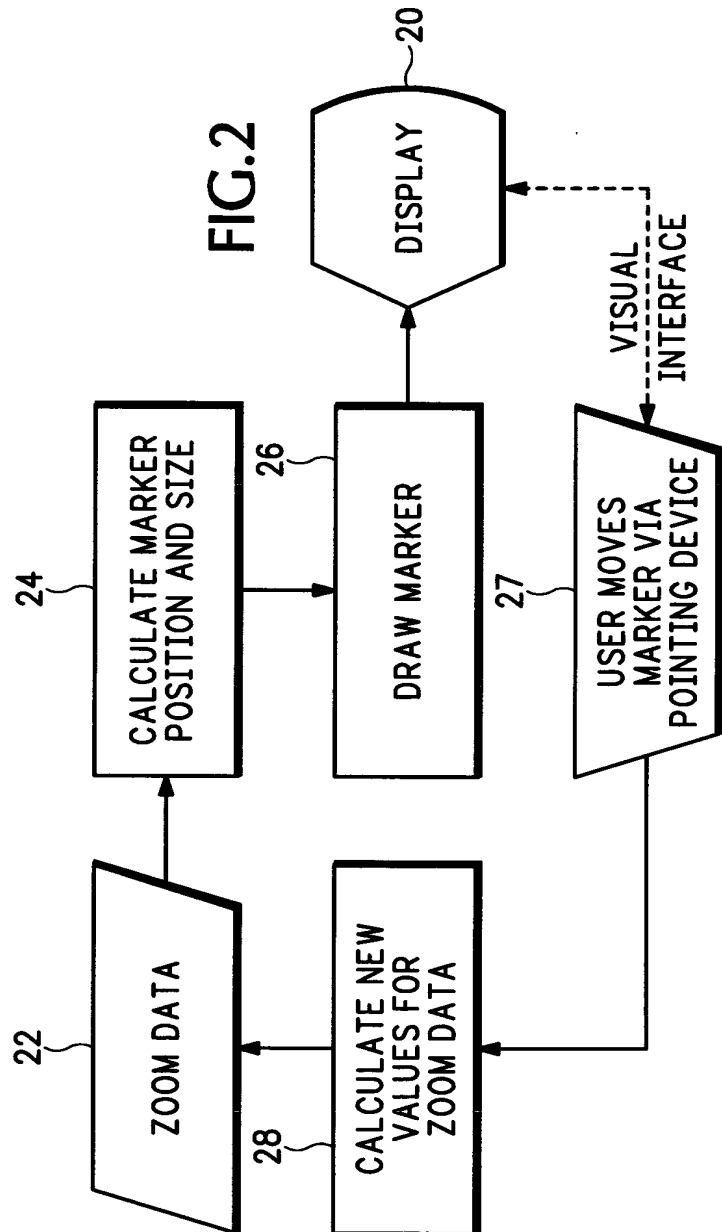 FIG.2
22
ZOOM DATA
24
CALCULATE MARKER
POSITION AND SIZE
26
DRAW MARKER
DISPLAY
20
VISUAL
INTERFACE
27
USER MOVES
MARKER VIA
POINTING DEVICE
28
CALCULATE NEW
VALUES FOR
ZOOM DATA